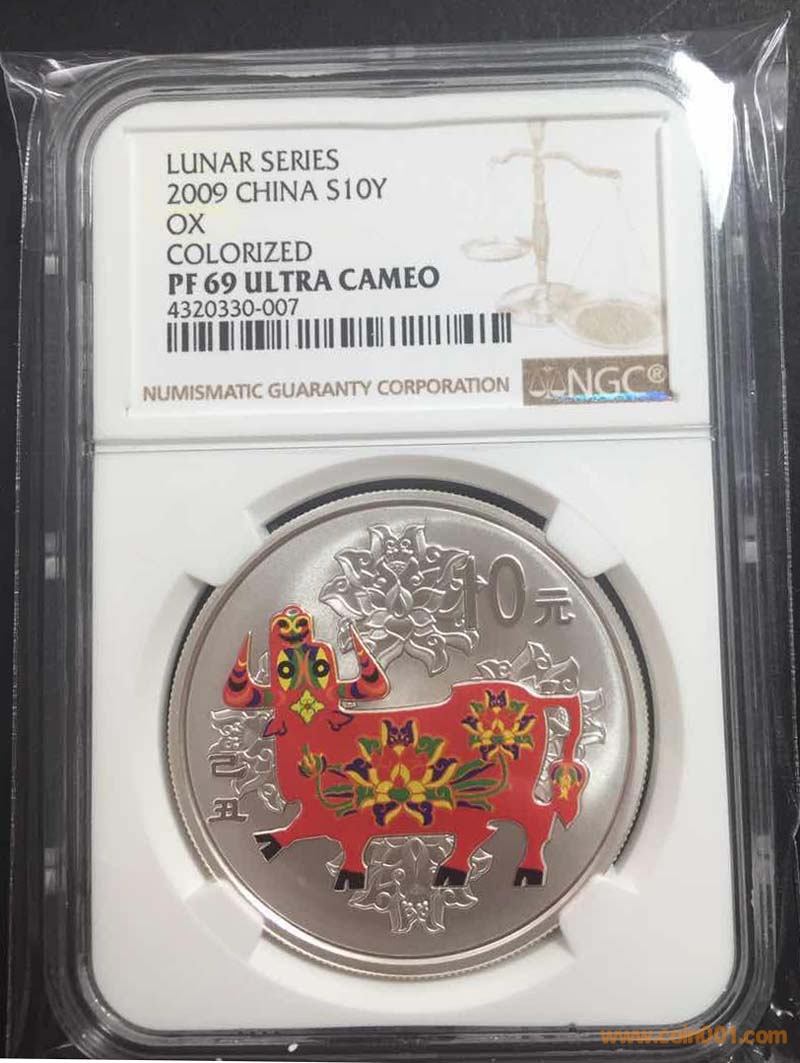 LUNAR SERIES
2009 CHINA S10Y
OX
COLORIZED
PF 69 ULTRA CAMEO
4320330-007
NUMISMATIC GUARANTY CORPORATION
NGC®
10元
己丑
www.coin001.com